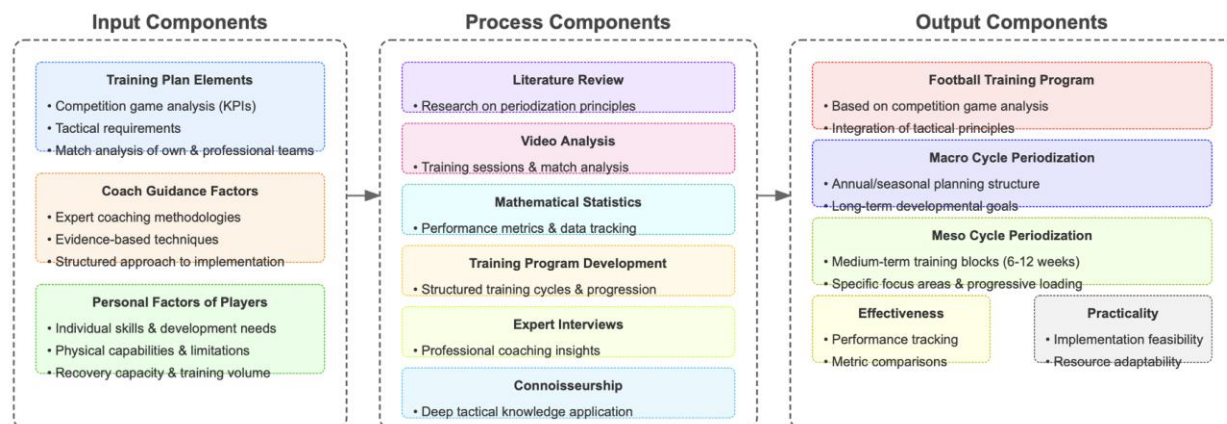 Input Components
Training Plan Elements
• Competition game analysis (KPIs)
• Tactical requirements
• Match analysis of own & professional teams
Coach Guidance Factors
• Expert coaching methodologies
• Evidence-based techniques
• Structured approach to implementation
Personal Factors of Players
• Individual skills & development needs
• Physical capabilities & limitations
• Recovery capacity & training volume
Process Components
Literature Review
• Research on periodization principles
Video Analysis
• Training sessions & match analysis
Mathematical Statistics
• Performance metrics & data tracking
Training Program Development
• Structured training cycles & progression
Expert Interviews
• Professional coaching insights
Connoisseurship
• Deep tactical knowledge application
Output Components
Football Training Program
• Based on competition game analysis
• Integration of tactical principles
Macro Cycle Periodization
• Annual/seasonal planning structure
• Long-term developmental goals
Meso Cycle Periodization
• Medium-term training blocks (6-12 weeks)
• Specific focus areas & progressive loading
Effectiveness
• Performance tracking
• Metric comparisons
Practicality
• Implementation feasibility
• Resource adaptability